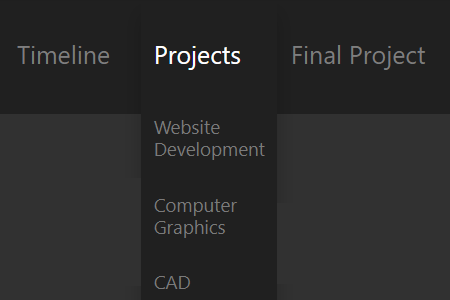 Timeline Projects Final Project
Website
Development
Computer
Graphics
CAD